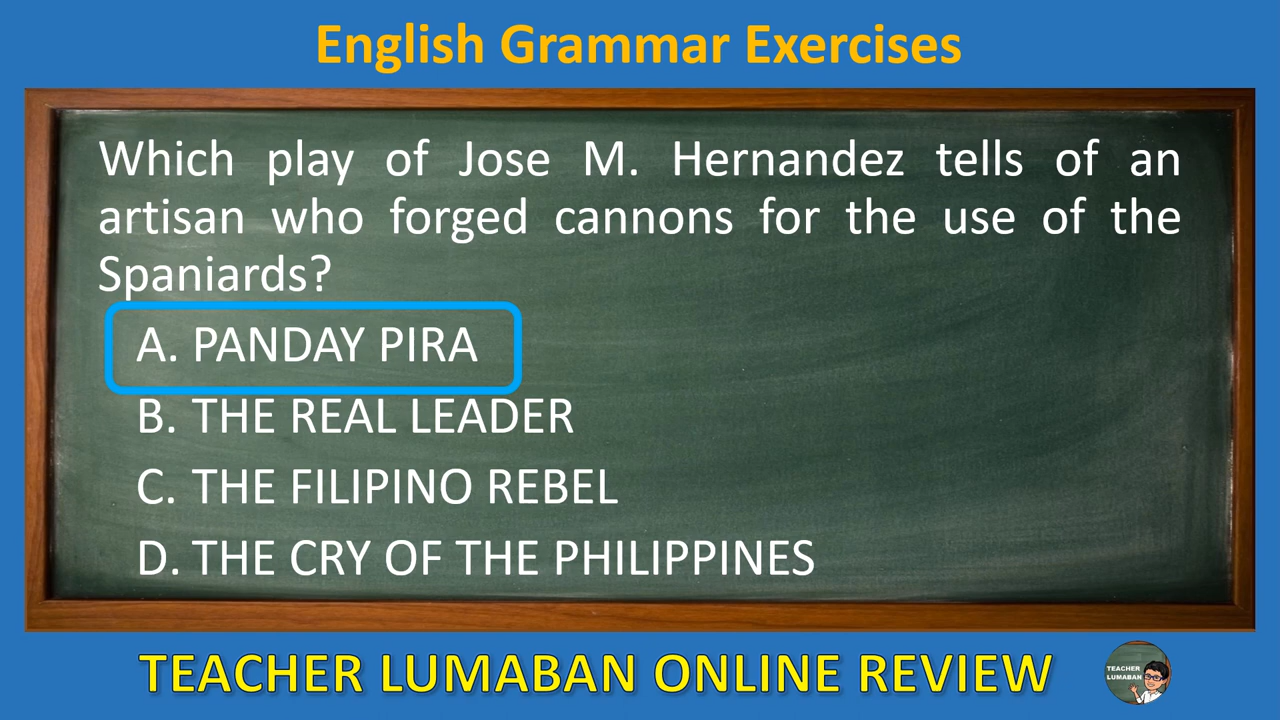 English Grammar Exercises
Which play of Jose M. Hernandez tells of an
artisan who forged cannons for the use of the
Spaniards?
A. PANDAY PIRA
B. THE REAL LEADER
C. THE FILIPINO REBEL
D. THE CRY OF THE PHILIPPINES
TEACHER LUMABAN ONLINE REVIEW
TEACHER
LUMABAN